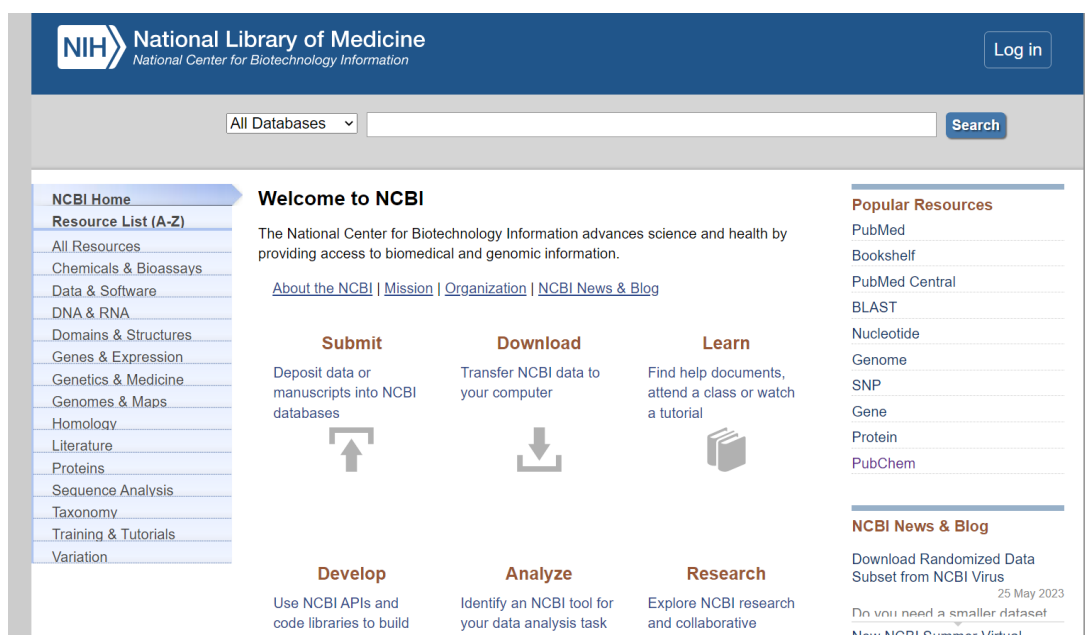 NIH
National Library of Medicine
National Center for Biotechnology Information
Log in
All Databases
Search
NCBI Home
Resource List (A-Z)
All Resources
Chemicals & Bioassays
Data & Software
DNA & RNA
Domains & Structures
Genes & Expression
Genetics & Medicine
Genomes & Maps
Homology
Literature
Proteins
Sequence Analysis
Taxonomy
Training & Tutorials
Variation
Welcome to NCBI
The National Center for Biotechnology Information advances science and health by
providing access to biomedical and genomic information.
About the NCBI | Mission | Organization | NCBI News & Blog
Submit
Deposit data or
manuscripts into NCBI
databases
Download
Transfer NCBI data to
your computer
Learn
Find help documents,
attend a class or watch
a tutorial
Develop
Use NCBI APIs and
code libraries to build
Analyze
Identify an NCBI tool for
your data analysis task
Research
Explore NCBI research
and collaborative
Popular Resources
PubMed
Bookshelf
PubMed Central
BLAST
Nucleotide
Genome
SNP
Gene
Protein
PubChem
NCBI News & Blog
Download Randomized Data
Subset from NCBI Virus
25 May 2023
Do you need a smaller dataset
New NCBI Summer Virtual